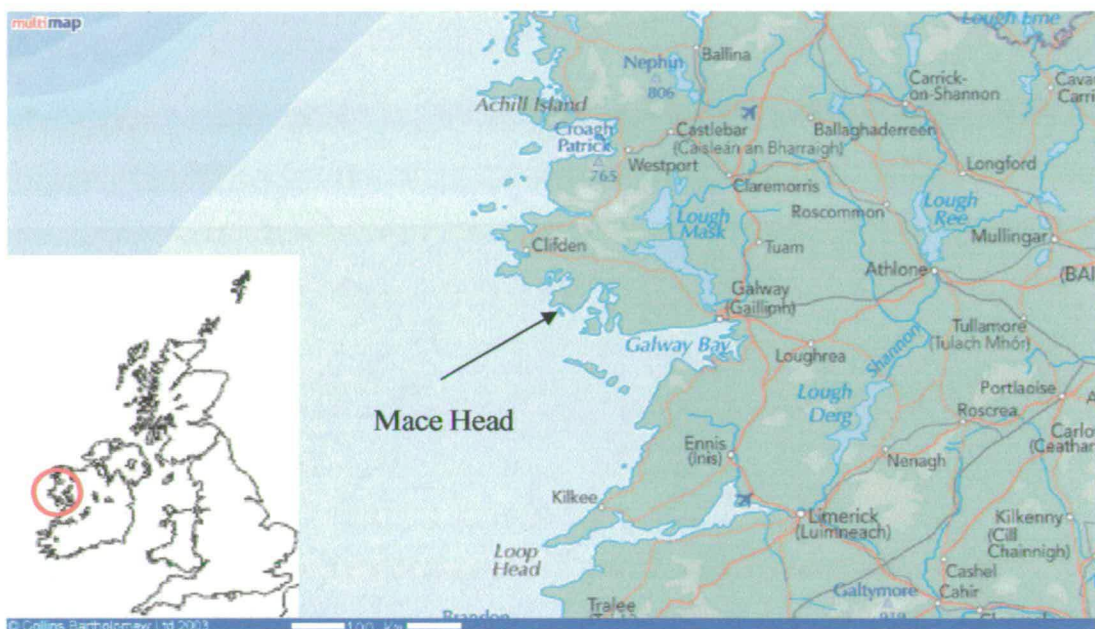 multimap
Lough Erne
Ballina
Nephin
806
Carrick-
on-Shannon
Cava
Carri
Achill Island
Croagh
Patrick
765
Castlebar
(Caisleán an Bharraigh)
Ballaghaderreen
Westport
Longford
Claremorris
Lough
Mask
Roscommon
Lough
Ree
Clifden
Tuam
Mullingar
(BAI
Athlone
Galway
(Gaillimh)
Tullamore
(Tulach Mhór)
Galway Bay
Loughrea
Shannon
Portlaoise
A
Mace Head
Lough
Derg
Roscrea
Carlo
(Ceathar
Ennis
(Inis)
Nenagh
Kilkee
Limerick
(Luimneach)
Kilkenny
(Cill
Chainnigh)
Loop
Head
Cashel
Galtymore
Cahir
Brandon
Tralee
© Collins Bartholomew Ltd 2003
100 Km